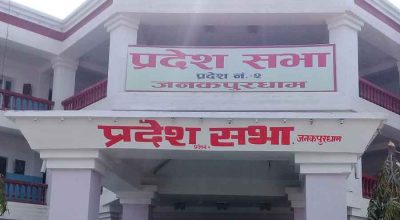 प्रदेश सभा
प्रदेश नं. २
जनकपुरधाम
प्रदेश सभा, जनकपुरधाम